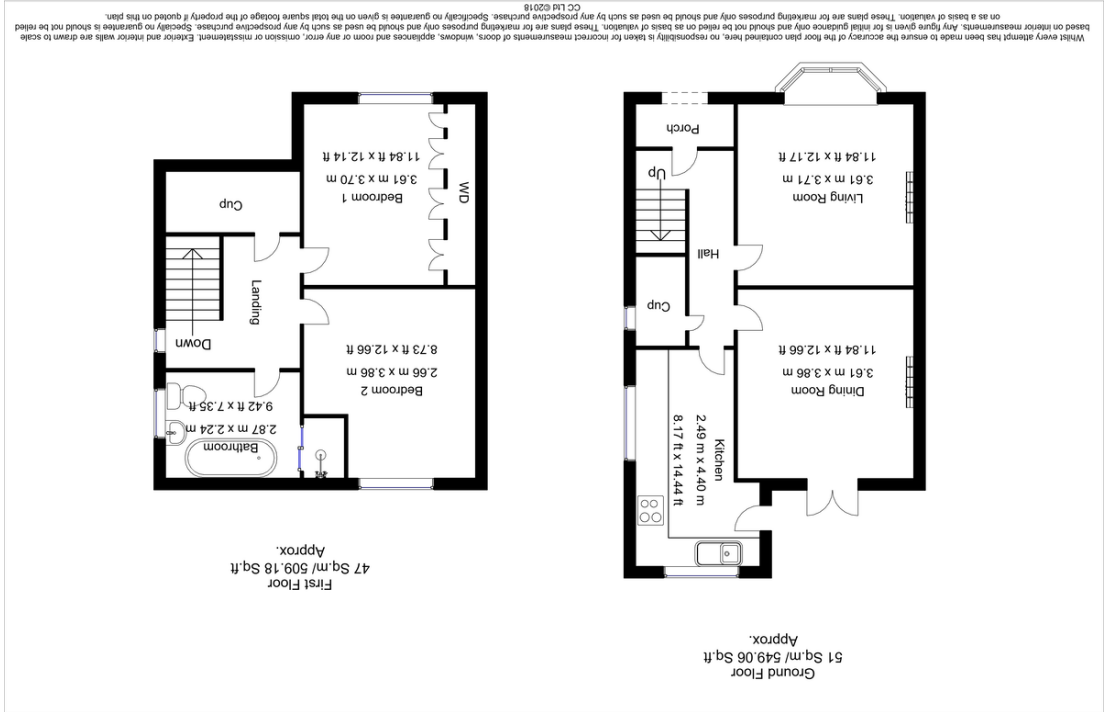 Ground Floor
51 Sq.m/ 549.06 Sq.ft
Approx.
Kitchen
2.49 m x 4.40 m
8.17 ft x 14.44 ft
Dining Room
3.61 m x 3.86 m
11.84 ft x 12.66 ft
Cup
Hall
Up
Living Room
3.61 m x 3.71 m
11.84 ft x 12.17 ft
Porch
First Floor
47 Sq.m/ 509.18 Sq.ft
Approx.
Bathroom
2.87 m x 2.24 m
9.42 ft x 7.35 ft
Bedroom 2
2.66 m x 3.86 m
8.73 ft x 12.66 ft
Down
Landing
Cup
Bedroom 1
3.61 m x 3.70 m
11.84 ft x 12.14 ft
WD
Whilst every attempt has been made to ensure the accuracy of the floor plan contained here, no responsibility is taken for incorrect measurements of doors, windows, appliances and room or any error, omission or misstatement. Exterior and interior walls are drawn to scale
based on interior measurements. Any figure given is for initial guidance only and should not be relied on as basis of valuation. These plans are for marketing purposes only and should be used as such by any prospective purchase. Specially no guarantee is should not be relied
on as a basis of valuation. These plans are for marketing purposes only and should be used as such by any prospective purchase. Specifically no guarantee is given on the total square footage of the property if quoted on this plan.
CC Ltd ©2018